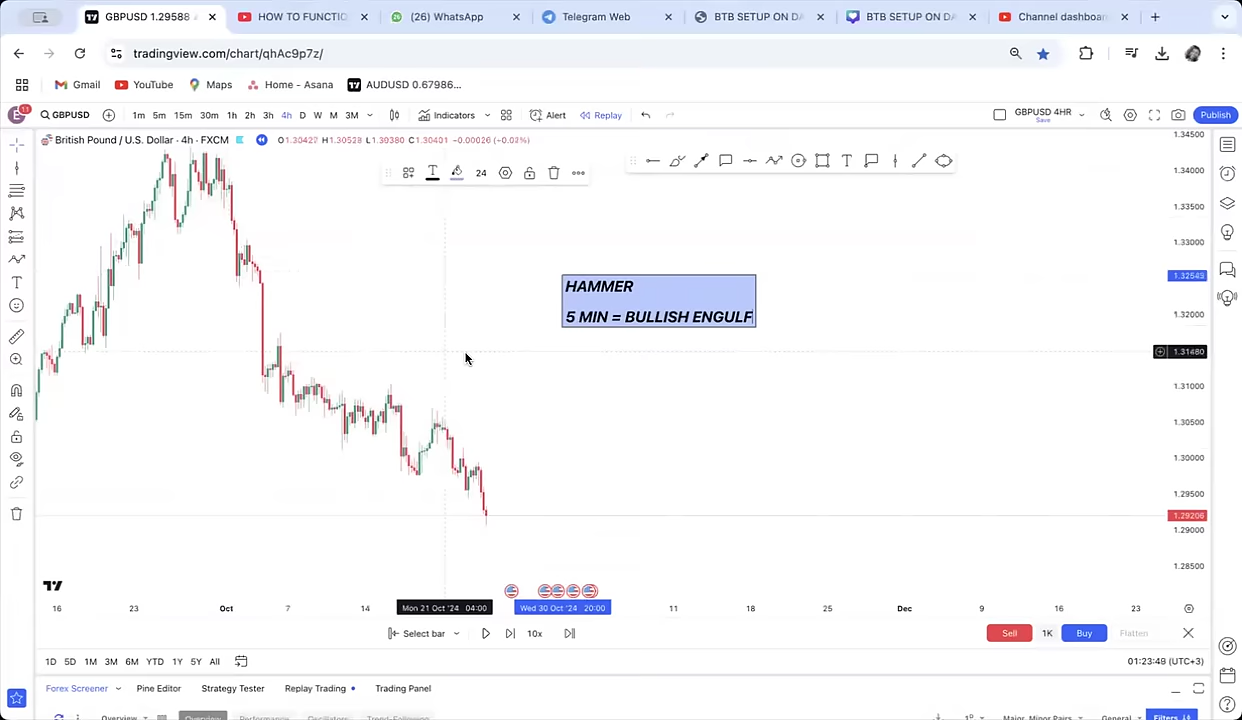 GPBUSD 1.29588
HOW TO FUNCTIO
(26) WhatsApp
Telegram Web
BTB SETUP ON DA
BTB SETUP ON DA
Channel dashboard
tradingview.com/chart/qhAc9p7z/
Gmail
YouTube
Maps
Home - Asana
AUDUSD 0.67986...
11
GBPUSD
1m 5m 15m 30m 1h 2h 3h 4h D W M 3M
Indicators
Alert
Replay
GBPUSD 4HR
Save
Publish
British Pound / U.S. Dollar · 4h · FXCM
O1.30427 H1.30528 L1.30380 C1.30401 −0.00026 (−0.02%)
24
HAMMER
5 MIN = BULLISH ENGULF
1.34500
1.34000
1.33500
1.33000
1.32543
1.32000
1.31480
1.31000
1.30500
1.30000
1.29500
1.29206
1.29000
1.28500
16 23 Oct 7 14 Mon 21 Oct '24 04:00 Wed 30 Oct '24 20:00 11 18 25 Dec 9 16 23
Select bar
10x
Sell
1K
Buy
Flatten
1D 5D 1M 3M 6M YTD 1Y 5Y All
01:23:49 (UTC+3)
Forex Screener
Pine Editor
Strategy Tester
Replay Trading
Trading Panel
Overview
Overview
Performance
Oscillators
Trend-Following
Major, Minor Pairs
General
Filters